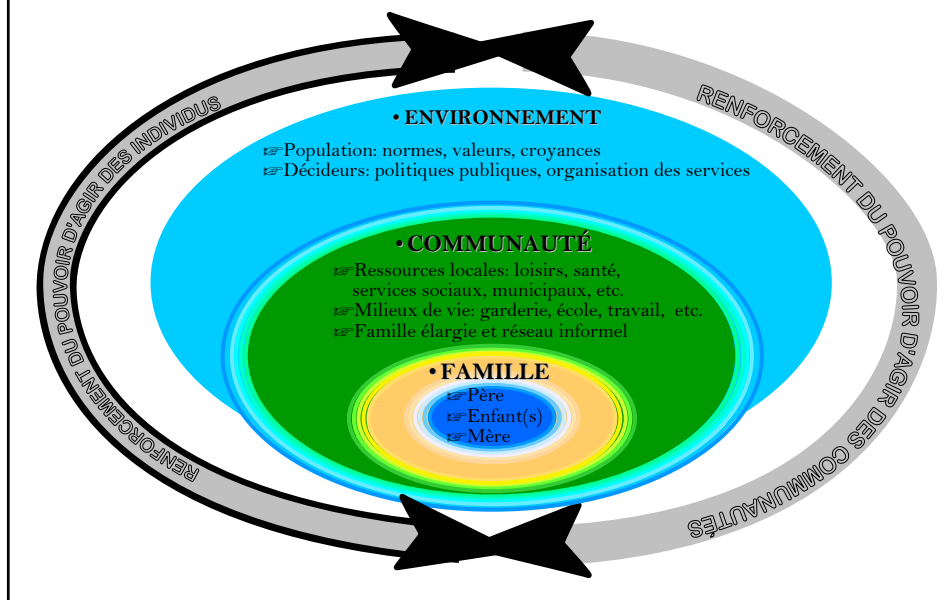 RENFORCEMENT DU POUVOIR D'AGIR DES INDIVIDUS
RENFORCEMENT DU POUVOIR D'AGIR DES COMMUNAUTÉS
• ENVIRONNEMENT
☞Population: normes, valeurs, croyances
☞Décideurs: politiques publiques, organisation des services
• COMMUNAUTÉ
☞Ressources locales: loisirs, santé,
services sociaux, municipaux, etc.
☞Milieux de vie: garderie, école, travail, etc.
☞Famille élargie et réseau informel
• FAMILLE
☞Père
☞Enfant(s)
☞Mère